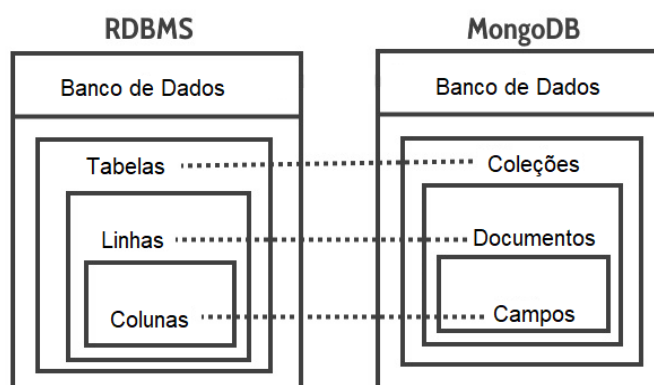 RDBMS MongoDB
Banco de Dados Banco de Dados
Tabelas Coleções
Linhas Documentos
Colunas Campos